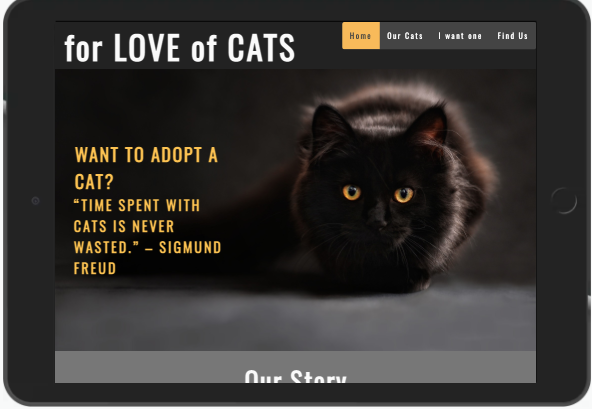 for LOVE of CATS
Home Our Cats I want one Find Us
WANT TO ADOPT A
CAT?
“TIME SPENT WITH
CATS IS NEVER
WASTED.” – SIGMUND
FREUD
Our Story